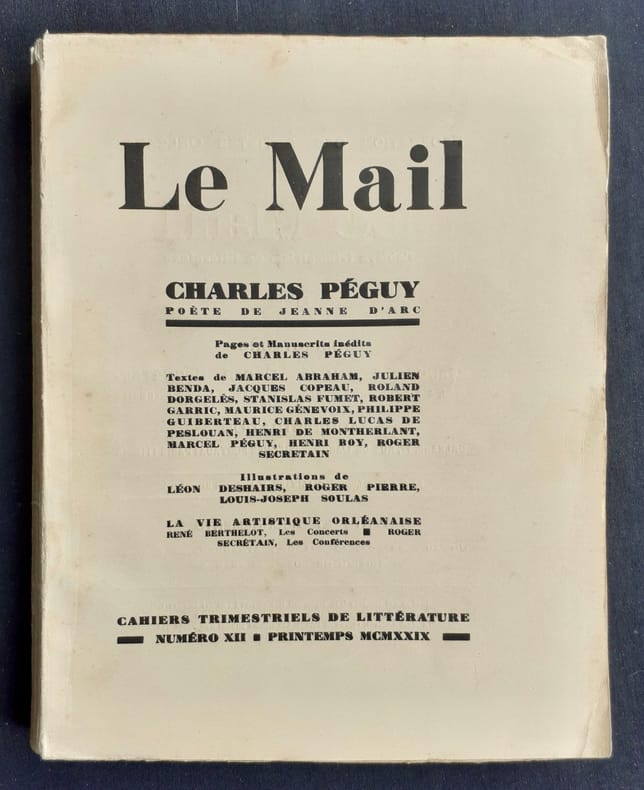 Le Mail
CHARLES PÉGUY
POÈTE DE JEANNE D'ARC
Pages et Manuscrits inédits
de CHARLES PÉGUY
Textes de MARCEL ABRAHAM, JULIEN
BENDA, JACQUES COPEAU, ROLAND
DORGELÈS, STANISLAS FUMET, ROBERT
GARRIC, MAURICE GÉNEVOIX, PHILIPPE
GUIBERTEAU, CHARLES LUCAS DE
PESLOUAN, HENRI DE MONTHERLANT,
MARCEL PÉGUY, HENRI ROY, ROGER
SECRETAIN
Illustrations de
LÉON DESHAIRS, ROGER PIERRE,
LOUIS-JOSEPH SOULAS
LA VIE ARTISTIQUE ORLÉANAISE
RENÉ BERTHELOT, Les Concerts ■ ROGER
SECRÉTAIN, Les Conférences
CAHIERS TRIMESTRIELS DE LITTÉRATURE
NUMÉRO XII ■ PRINTEMPS MCMXXIX